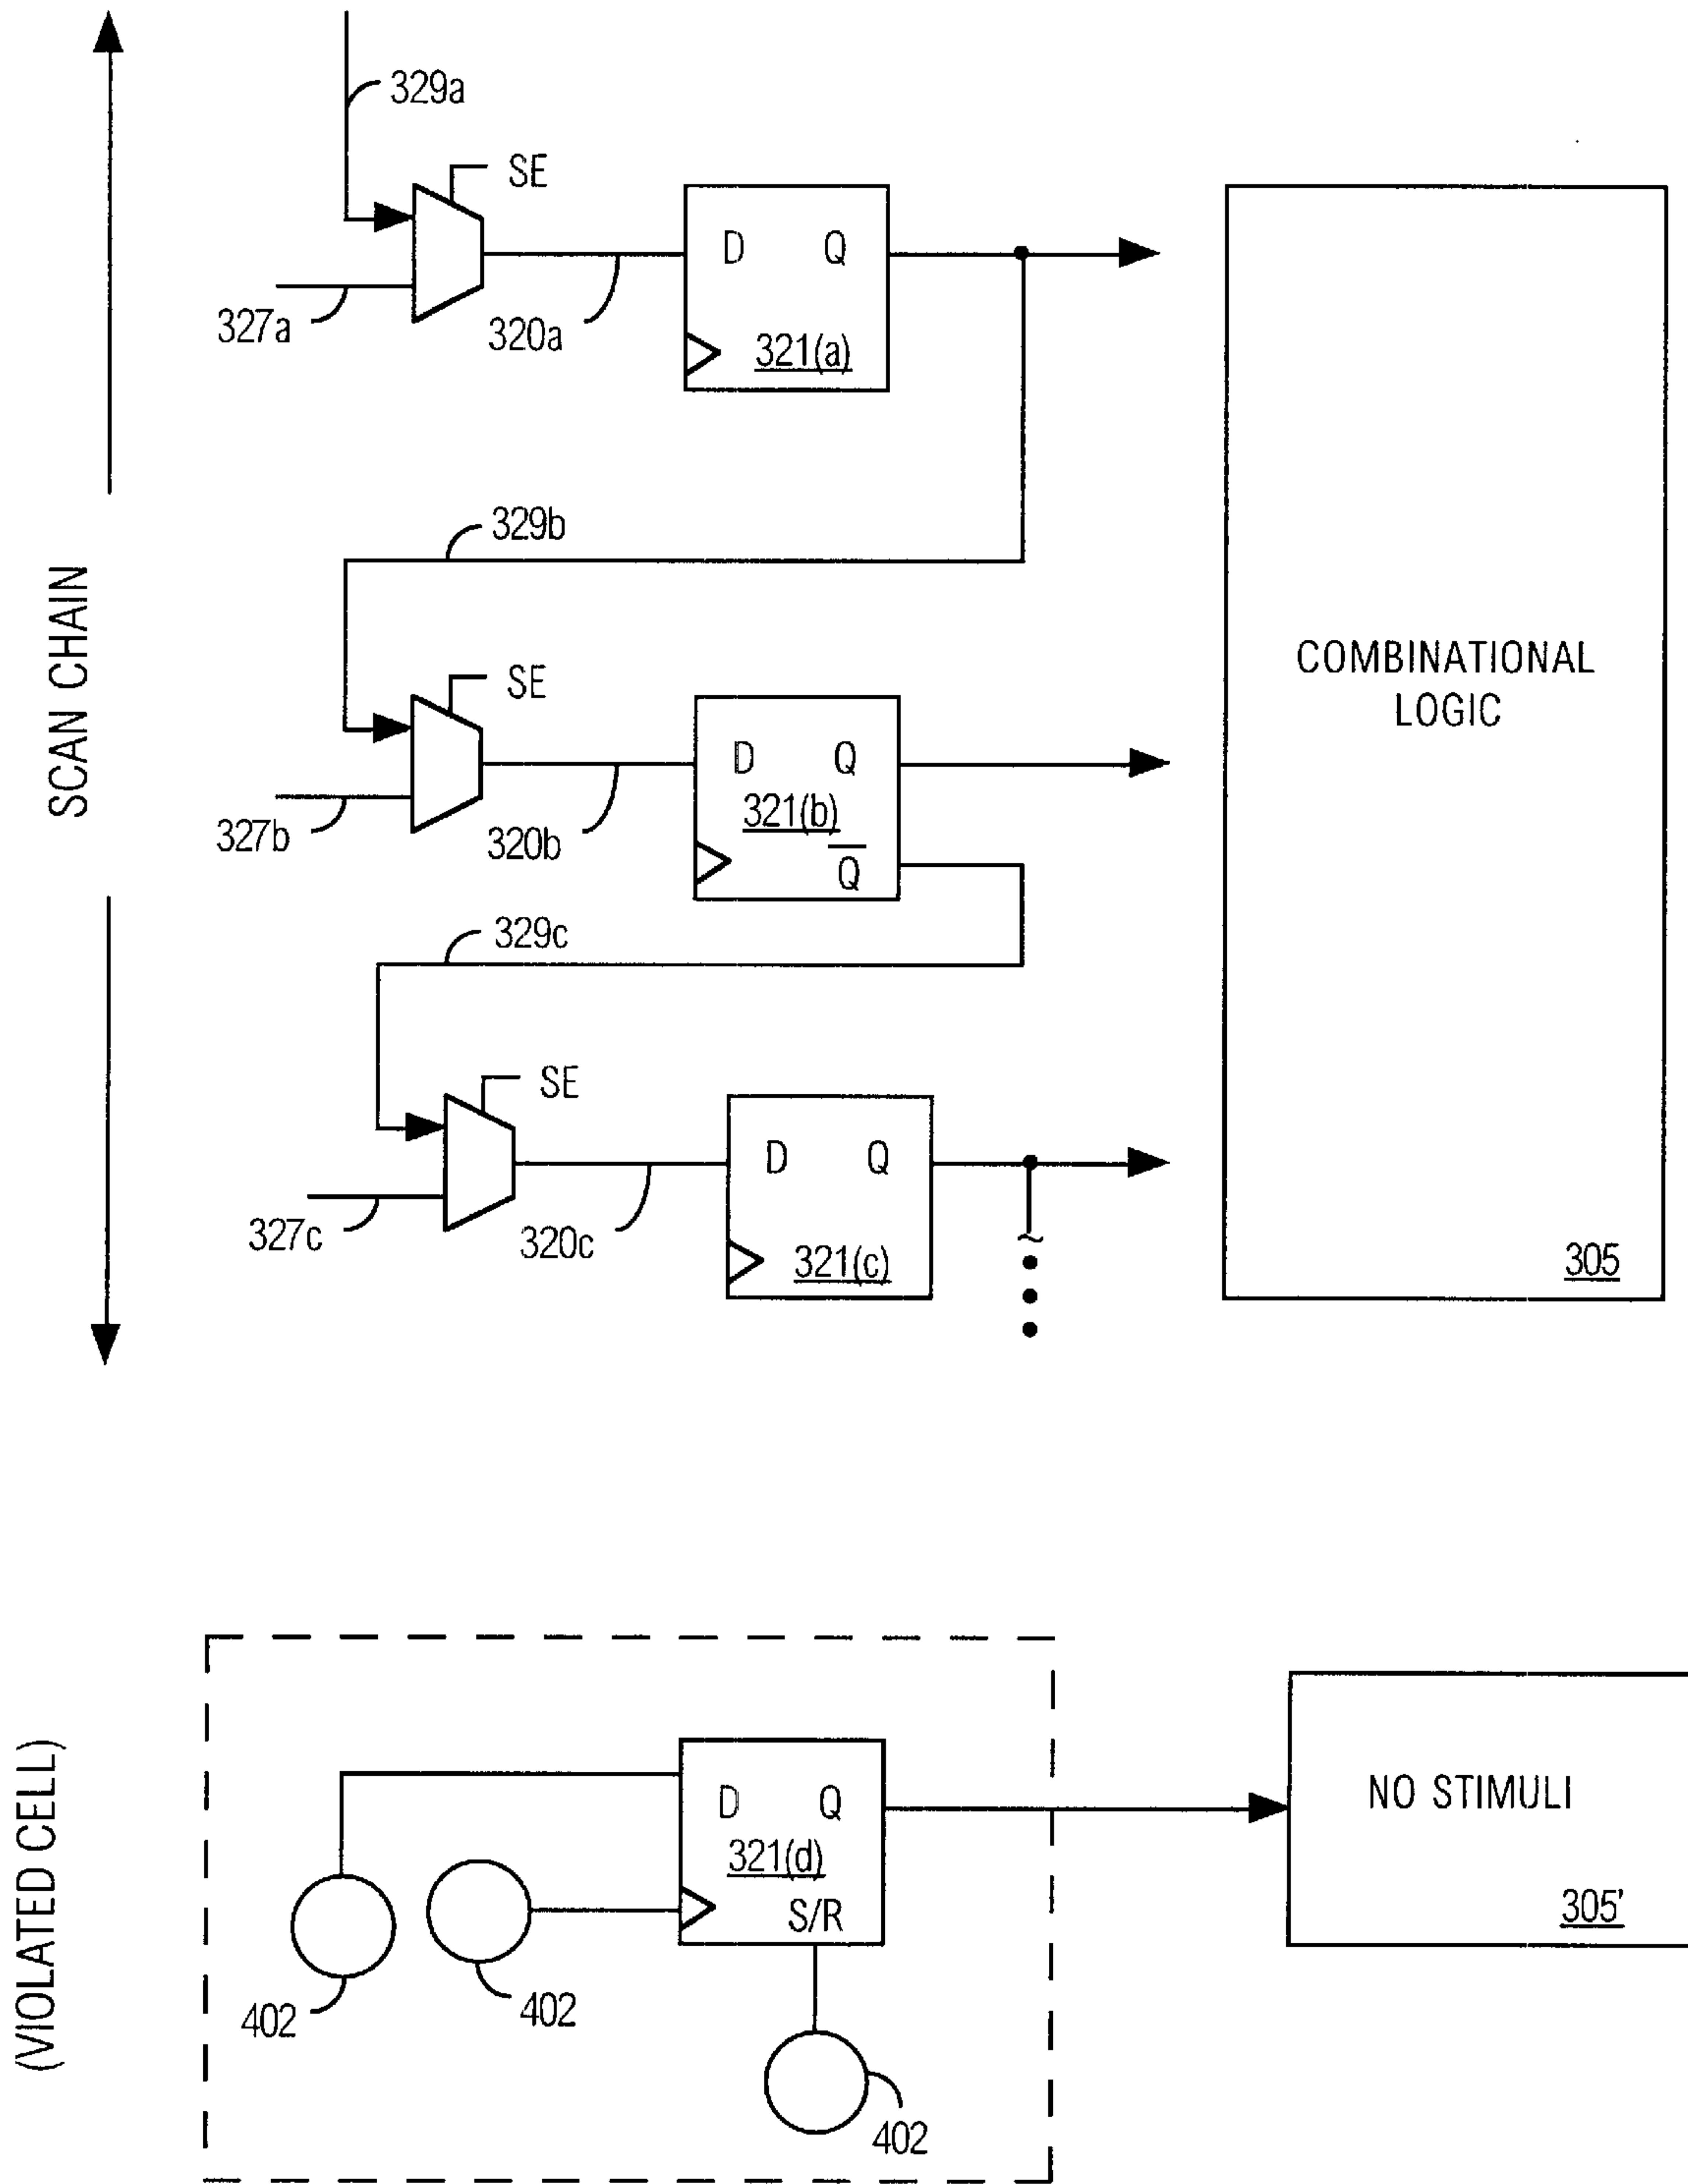 329a
SE
D Q
327a
320a
321(a)
329b
SCAN CHAIN
SE
COMBINATIONAL
LOGIC
D Q
321(b)
327b
320b
Q
329c
SE
D Q
327c
320c
321(c)
305
(VIOLATED CELL)
D Q
NO STIMULI
321(d)
S/R
305'
402
402
402